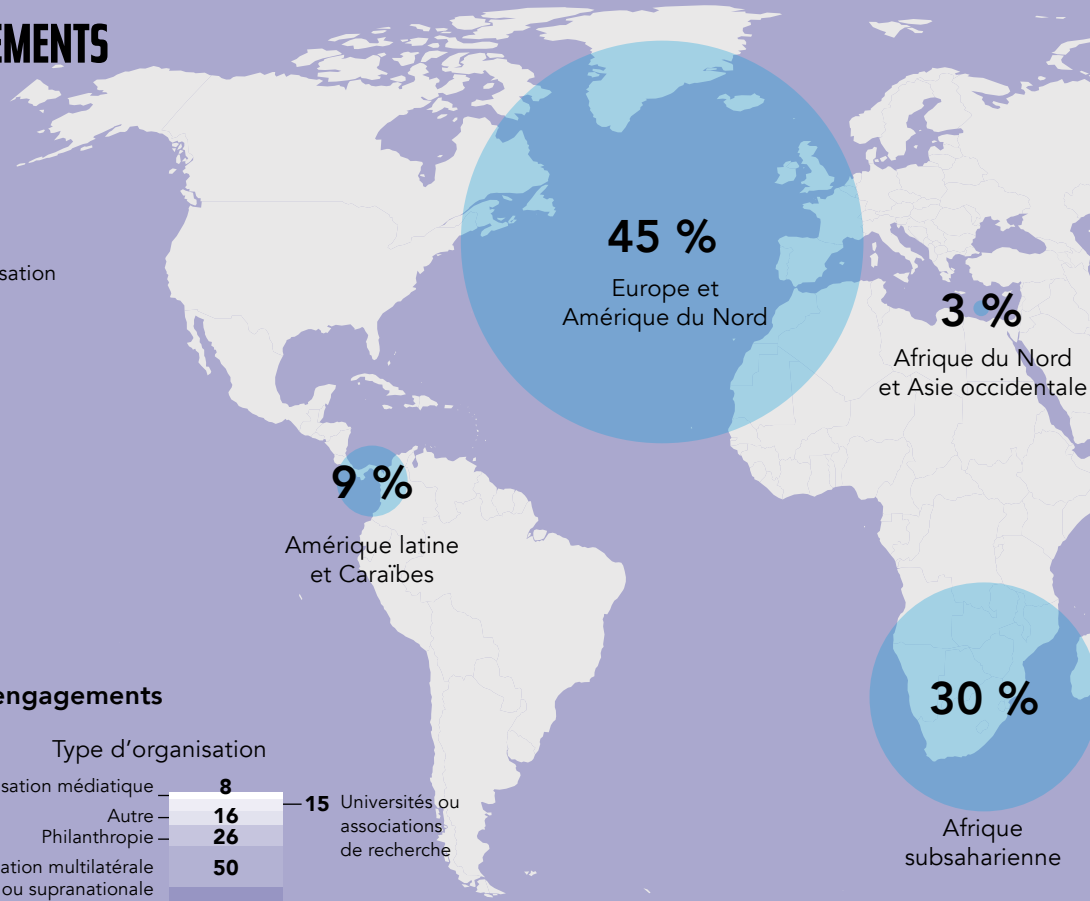 EMENTS
sation
45 %
Europe et
Amérique du Nord
3 %
Afrique du Nord
et Asie occidentale
9 %
Amérique latine
et Caraïbes
30 %
Afrique
subsaharienne
engagements
Type d’organisation
sation médiatique
8
15 Universités ou
associations
de recherche
Autre
16
Philanthropie
26
ation multilatérale
ou supranationale
50